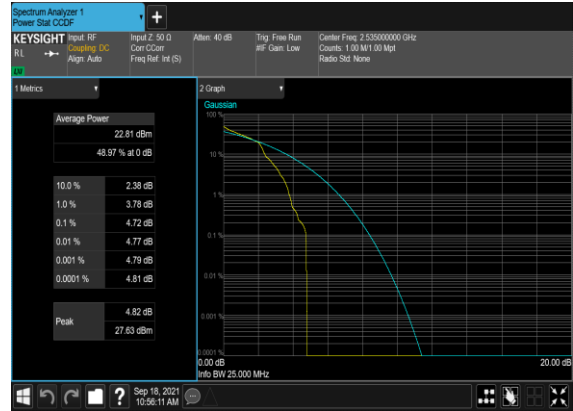 Spectrum Analyzer 1
Power Stat CCDF
KEYSIGHT
Input: RF
Input Z: 50 Ω
Atten: 40 dB
Trig: Free Run
Center Freq: 2.535000000 GHz
RL
Coupling: DC
Corr CCorr
#IF Gain: Low
Counts: 1.00 M/1.00 Mpt
Align: Auto
Freq Ref: Int (S)
Radio Std: None
LXI
1 Metrics
2 Graph
Gaussian
Average Power
22.81 dBm
48.97 % at 0 dB
10.0 % 2.38 dB
1.0 % 3.78 dB
0.1 % 4.72 dB
0.01 % 4.77 dB
0.001 % 4.79 dB
0.0001 % 4.81 dB
Peak
4.82 dB
27.63 dBm
100 %
10 %
1 %
0.1 %
0.01 %
0.001 %
0.0001 %
0.00 dB
20.00 dB
Info BW 25.000 MHz
?
Sep 18, 2021
10:56:11 AM